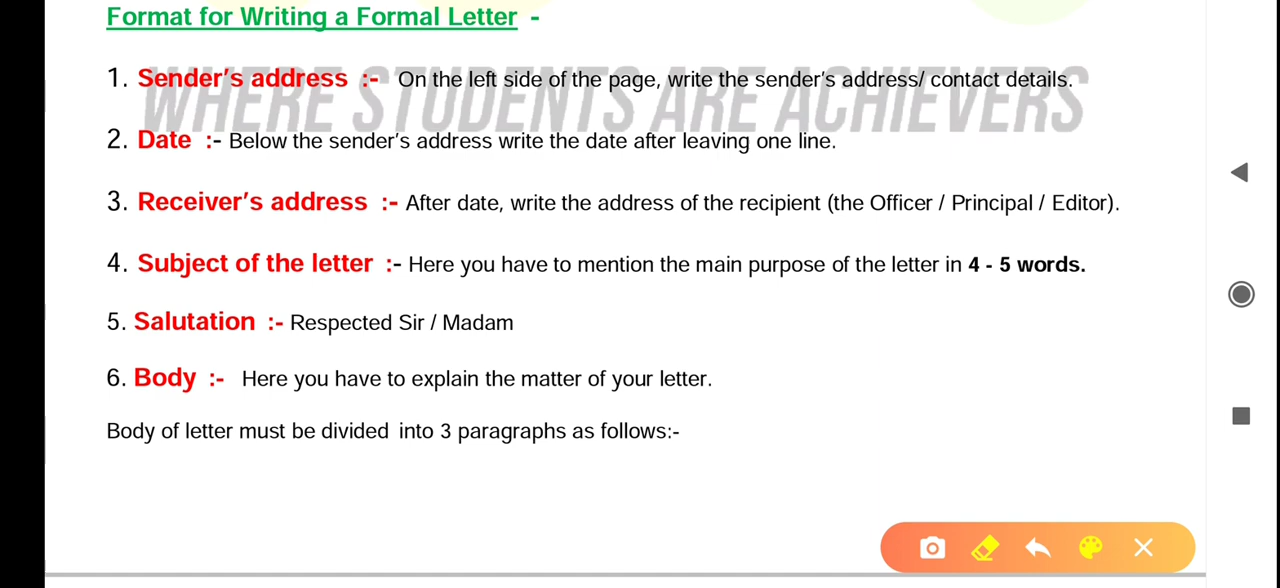 Format for Writing a Formal Letter -
WHERE STUDENTS ARE ACHIEVERS
1. Sender's address :- On the left side of the page, write the sender's address/ contact details.
2. Date :- Below the sender's address write the date after leaving one line.
3. Receiver's address :- After date, write the address of the recipient (the Officer / Principal / Editor).
4. Subject of the letter :- Here you have to mention the main purpose of the letter in 4 - 5 words.
5. Salutation :- Respected Sir / Madam
6. Body :- Here you have to explain the matter of your letter.
Body of letter must be divided into 3 paragraphs as follows:-